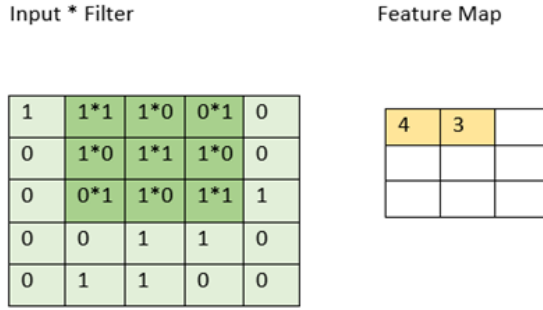 Input * Filter
Feature Map
1 1*1 1*0 0*1 0
0 1*0 1*1 1*0 0
0 0*1 1*0 1*1 1
0 0 1 1 0
0 1 1 0 0
4 3